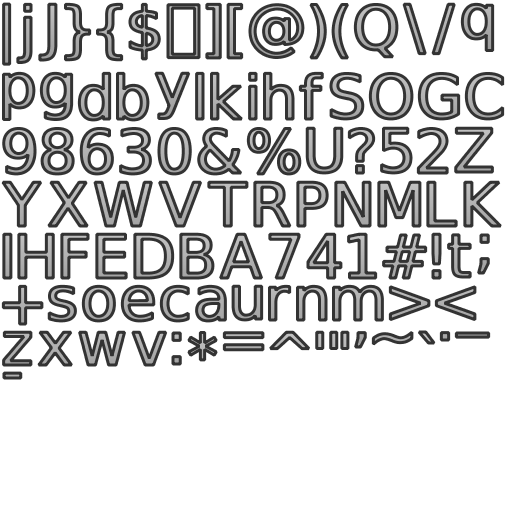 |jJ}{$▯][@)(Q\/q
pgdbylkihfSOGC
98630&%U?52Z
YXWVTRPNMLK
IHFEDBA741#!t;
+soecaurnm><
zxwv:*=^"',~`.–
-